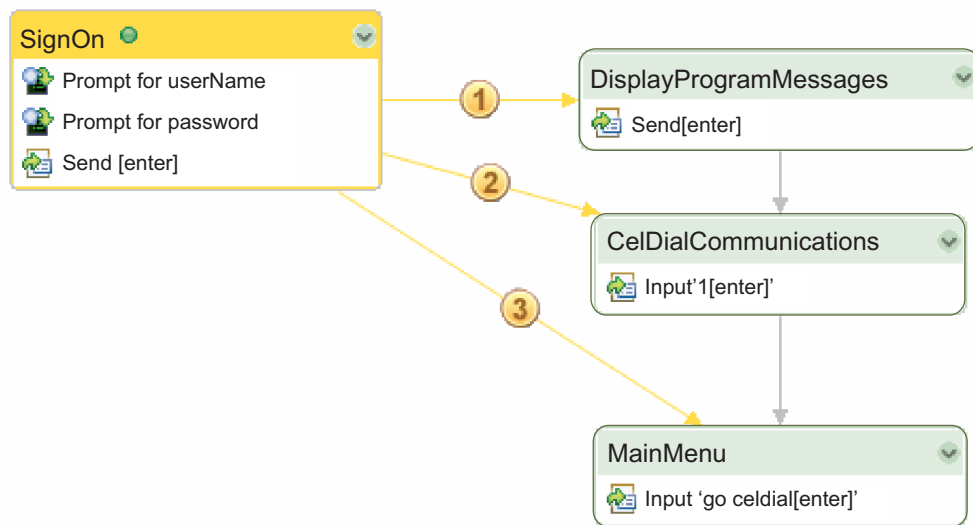 SignOn
Prompt for userName
Prompt for password
Send [enter]
1
DisplayProgramMessages
Send[enter]
2
CelDialCommunications
Input’1[enter]’
3
MainMenu
Input ‘go celdial[enter]’